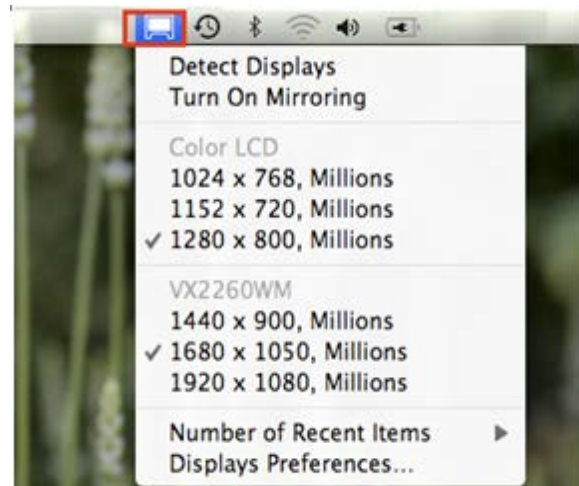 Detect Displays
Turn On Mirroring
Color LCD
1024 x 768, Millions
1152 x 720, Millions
✓ 1280 x 800, Millions
VX2260WM
1440 x 900, Millions
✓ 1680 x 1050, Millions
1920 x 1080, Millions
Number of Recent Items
Displays Preferences...